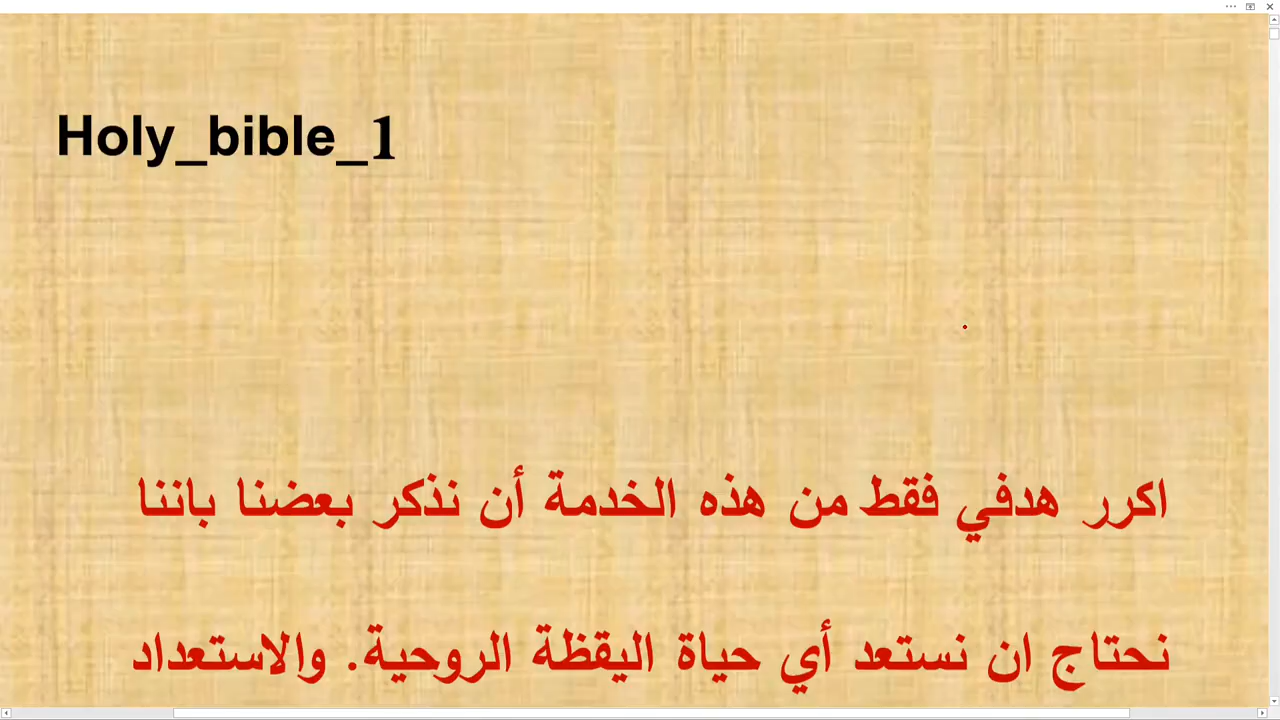 Holy_bible_1
اكرر هدفي فقط من هذه الخدمة أن نذكر بعضنا باننا
نحتاج ان نستعد أي حياة اليقظة الروحية. والاستعداد